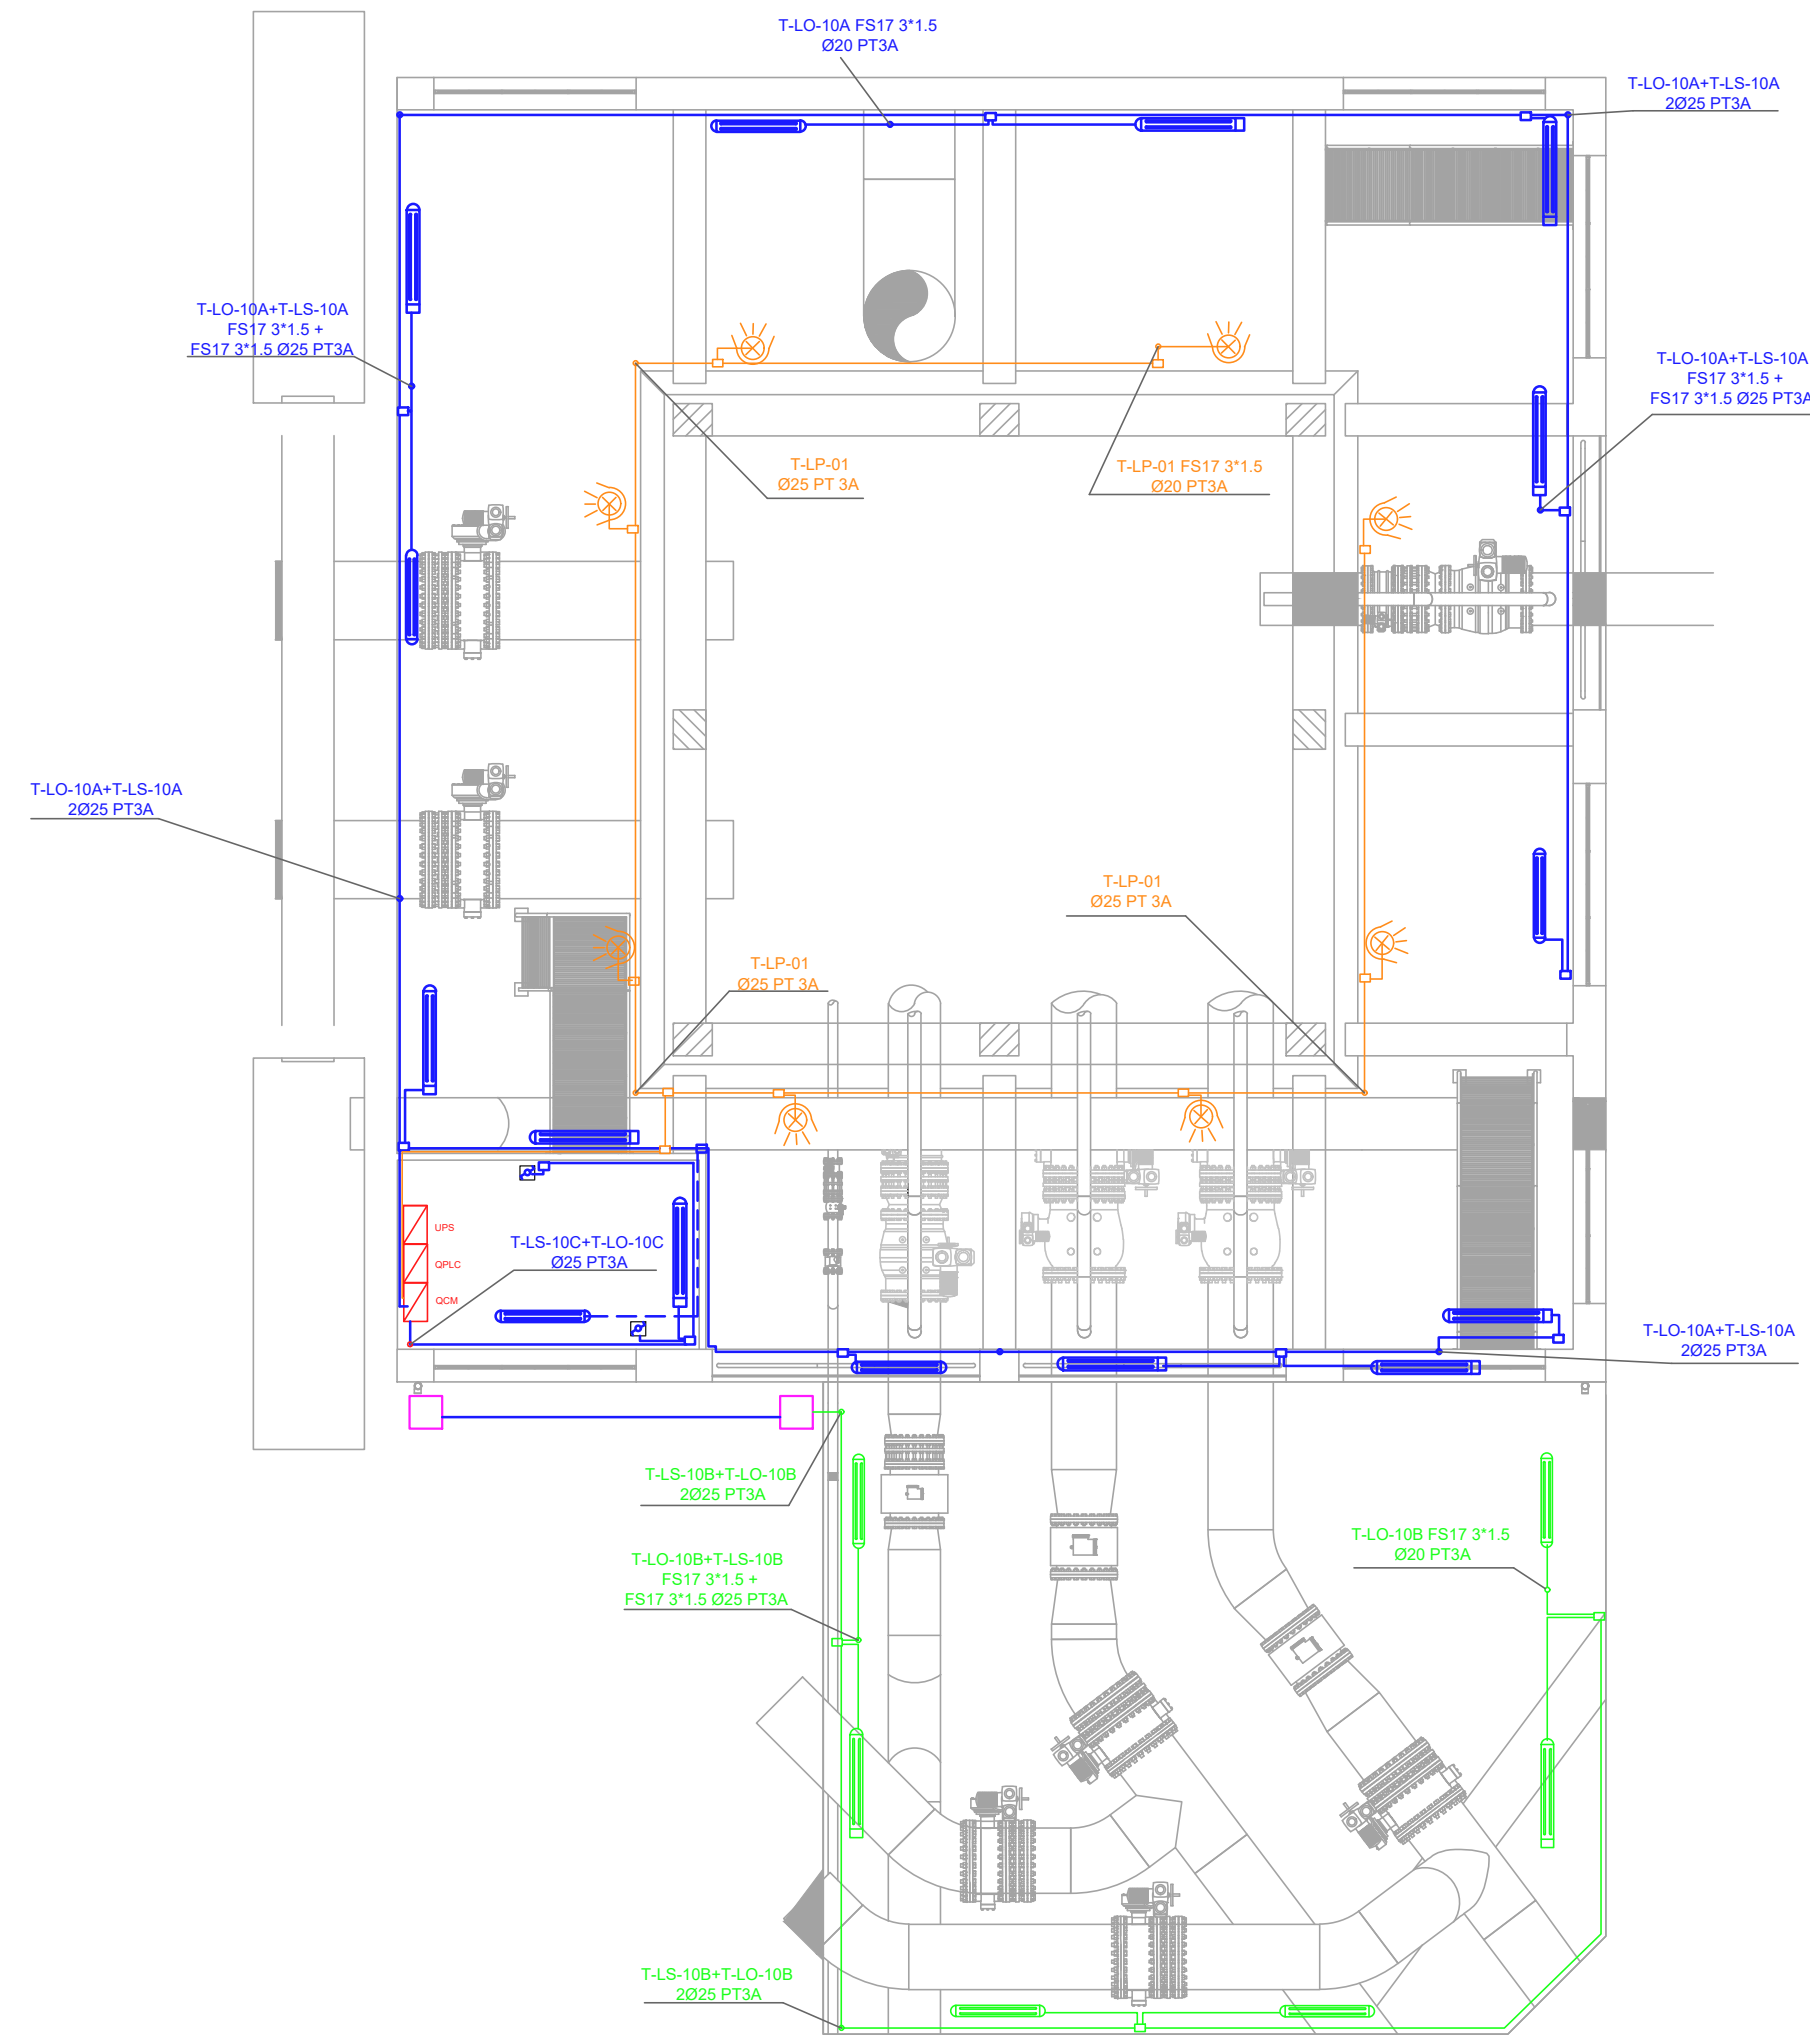 T-LO-10A FS17 3*1.5
Ø20 PT3A
T-LO-10A+T-LS-10A
2Ø25 PT3A
T-LO-10A+T-LS-10A
FS17 3*1.5 +
FS17 3*1.5 Ø25 PT3A
T-LO-10A+T-LS-10A
FS17 3*1.5 +
FS17 3*1.5 Ø25 PT3A
T-LP-01
Ø25 PT 3A
T-LP-01 FS17 3*1.5
Ø20 PT3A
T-LO-10A+T-LS-10A
2Ø25 PT3A
T-LP-01
Ø25 PT 3A
T-LP-01
Ø25 PT 3A
UPS
QPLC
QCM
T-LS-10C+T-LO-10C
Ø25 PT3A
T-LO-10A+T-LS-10A
2Ø25 PT3A
T-LS-10B+T-LO-10B
2Ø25 PT3A
T-LO-10B FS17 3*1.5
Ø20 PT3A
T-LO-10B+T-LS-10B
FS17 3*1.5 +
FS17 3*1.5 Ø25 PT3A
T-LS-10B+T-LO-10B
2Ø25 PT3A